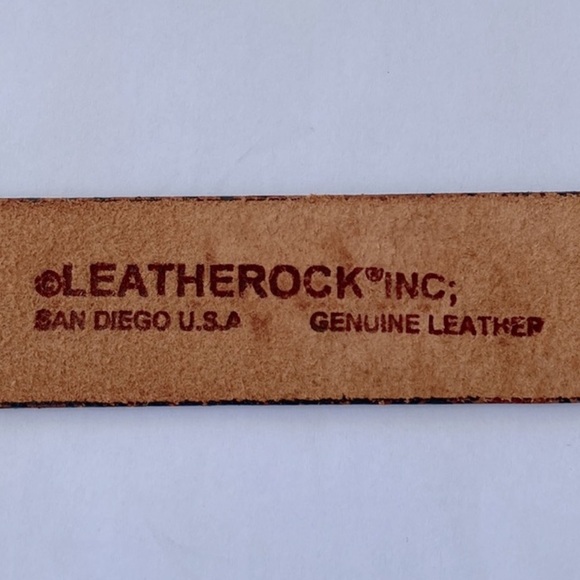 ©LEATHEROCK® INC;
SAN DIEGO U.S.A GENUINE LEATHER